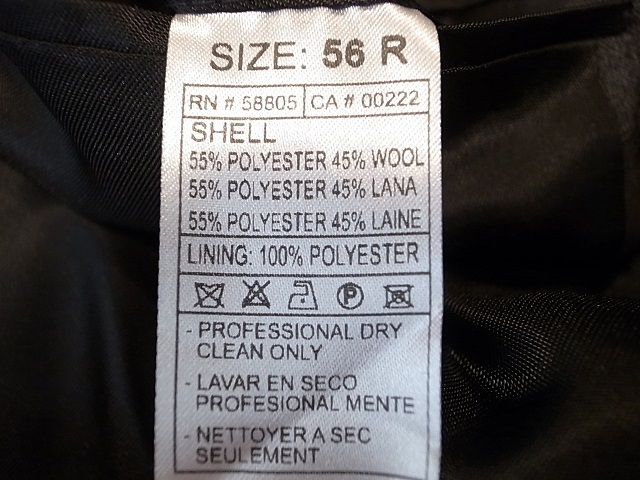 SIZE: 56 R
RN # 58805 CA # 00222
SHELL
55% POLYESTER 45% WOOL
55% POLYESTER 45% LANA
55% POLYESTER 45% LAINE
LINING: 100% POLYESTER
P
- PROFESSIONAL DRY
CLEAN ONLY
- LAVAR EN SECO
PROFESIONAL MENTE
- NETTOYER A SEC
SEULEMENT